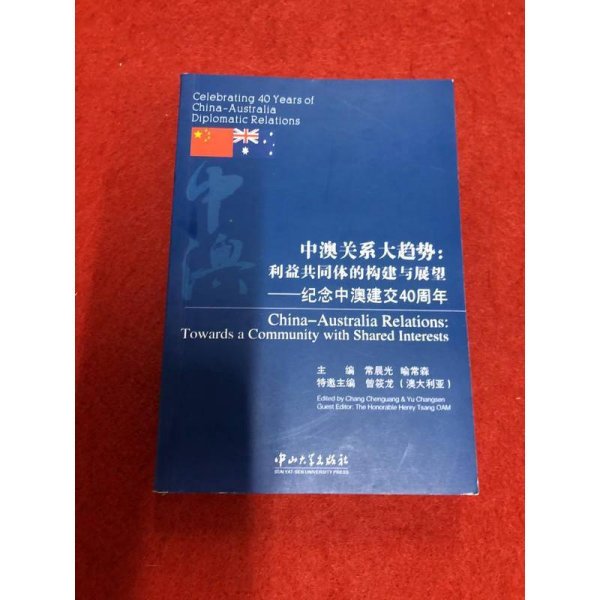 Celebrating 40 Years of
China-Australia
Diplomatic Relations
中
澳
中澳关系大趋势：
利益共同体的构建与展望
——纪念中澳建交40周年
China-Australia Relations:
Towards a Community with Shared Interests
主 编 常晨光 喻常森
特邀主编 曾筱龙（澳大利亚）
Edited by Chang Chenguang & Yu Changsen
Guest Editor: The Honorable Henry Tsang OAM
中山大学出版社
SUN YAT-SEN UNIVERSITY PRESS